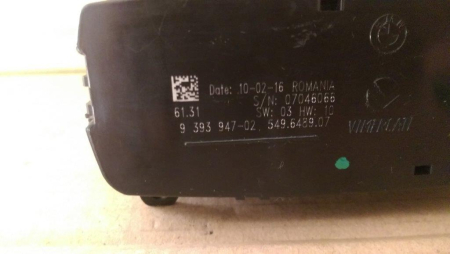 Date: 10-02-16 ROMANIA
S/N: 07046066
61.31 SW: 03 HW: 10
9 393 947-02 549.6489.07